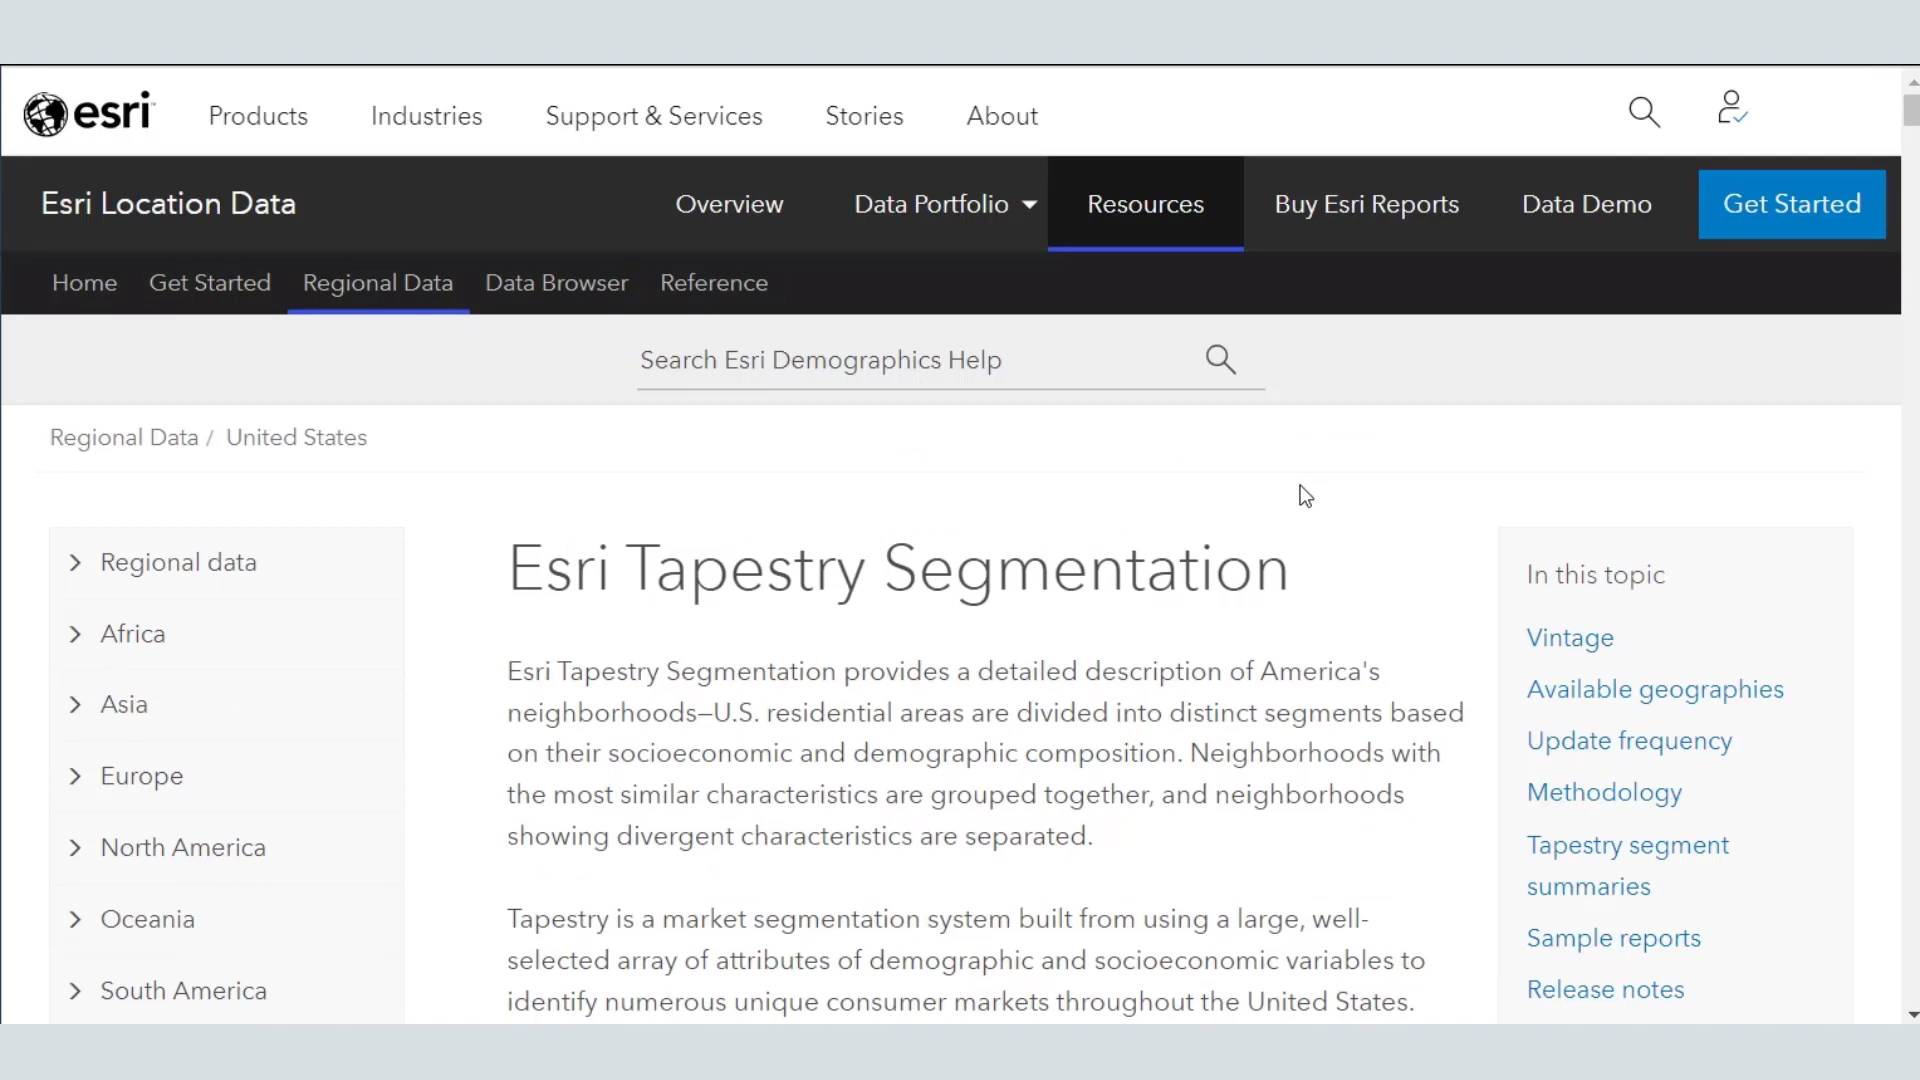 esri
Products Industries Support & Services Stories About
Esri Location Data Overview Data Portfolio Resources Buy Esri Reports Data Demo Get Started
Home Get Started Regional Data Data Browser Reference
Search Esri Demographics Help
Regional Data / United States
Regional data
Africa
Asia
Europe
North America
Oceania
South America
Esri Tapestry Segmentation
Esri Tapestry Segmentation provides a detailed description of America's
neighborhoods—U.S. residential areas are divided into distinct segments based
on their socioeconomic and demographic composition. Neighborhoods with
the most similar characteristics are grouped together, and neighborhoods
showing divergent characteristics are separated.
Tapestry is a market segmentation system built from using a large, well-
selected array of attributes of demographic and socioeconomic variables to
identify numerous unique consumer markets throughout the United States.
In this topic
Vintage
Available geographies
Update frequency
Methodology
Tapestry segment
summaries
Sample reports
Release notes